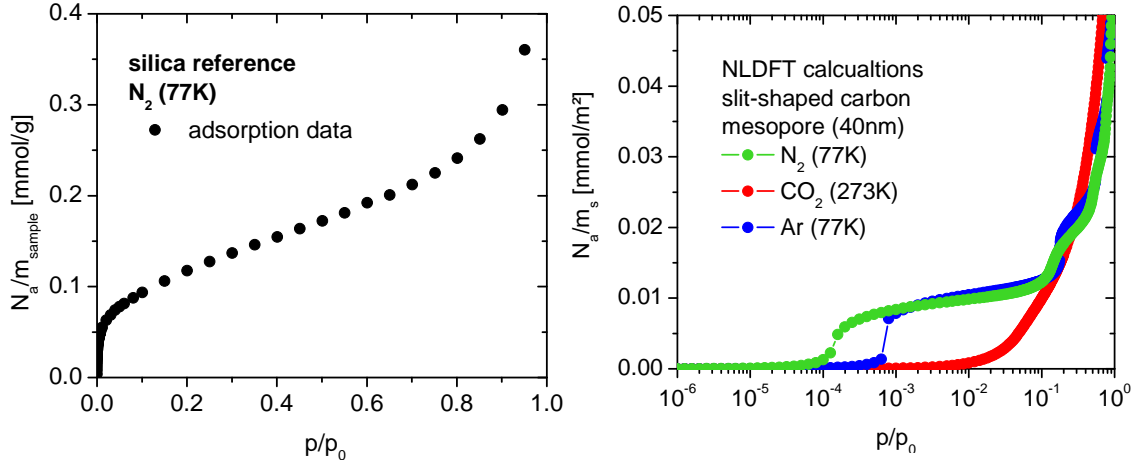 silica reference
N₂ (77K)
adsorption data
Nₐ/m_sample [mmol/g]
0.4
0.3
0.2
0.1
0.0
0.0 0.2 0.4 0.6 0.8 1.0
p/p₀
NLDFT calcualtions
slit-shaped carbon
mesopore (40nm)
N₂ (77K)
CO₂ (273K)
Ar (77K)
Nₐ/mₛ [mmol/m²]
0.05
0.04
0.03
0.02
0.01
0.00
10⁻⁶ 10⁻⁵ 10⁻⁴ 10⁻³ 10⁻² 10⁻¹ 10⁰
p/p₀